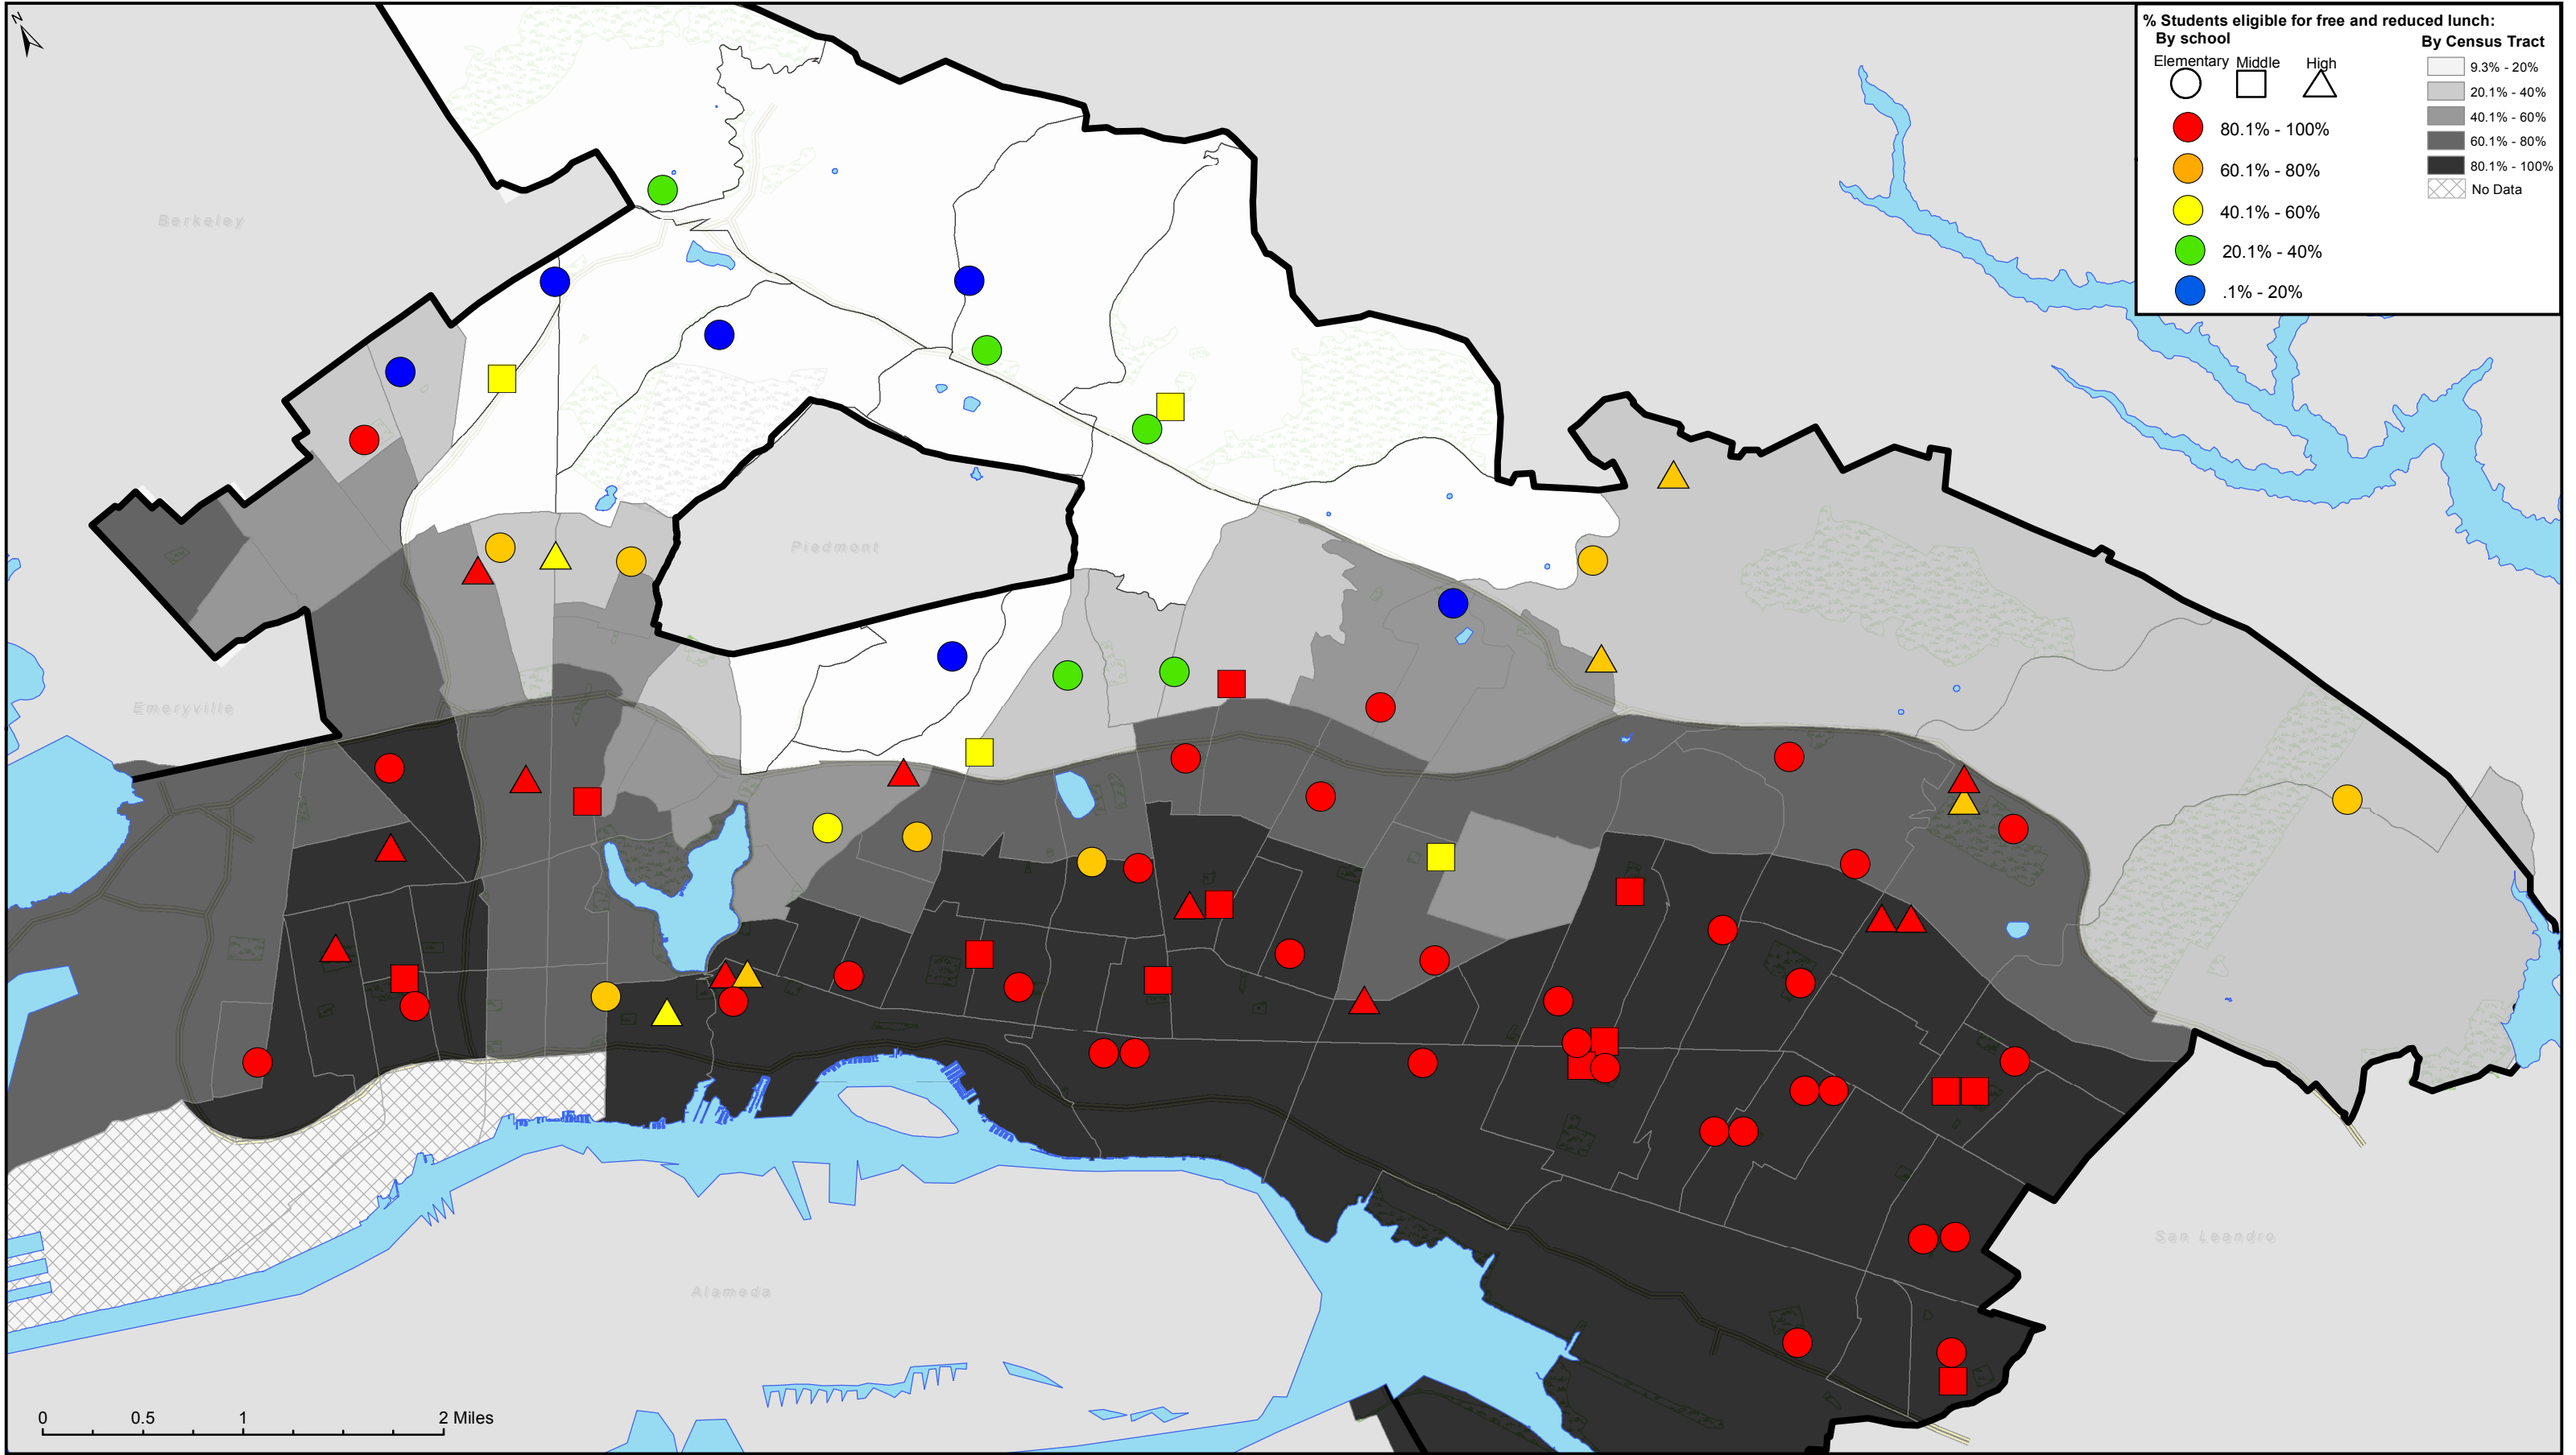 N
% Students eligible for free and reduced lunch:
By school
By Census Tract
Elementary Middle High
80.1% - 100%
60.1% - 80%
40.1% - 60%
20.1% - 40%
.1% - 20%
9.3% - 20%
20.1% - 40%
40.1% - 60%
60.1% - 80%
80.1% - 100%
No Data
Berkeley
Piedmont
Emeryville
San Leandro
Alameda
0 0.5 1 2 Miles